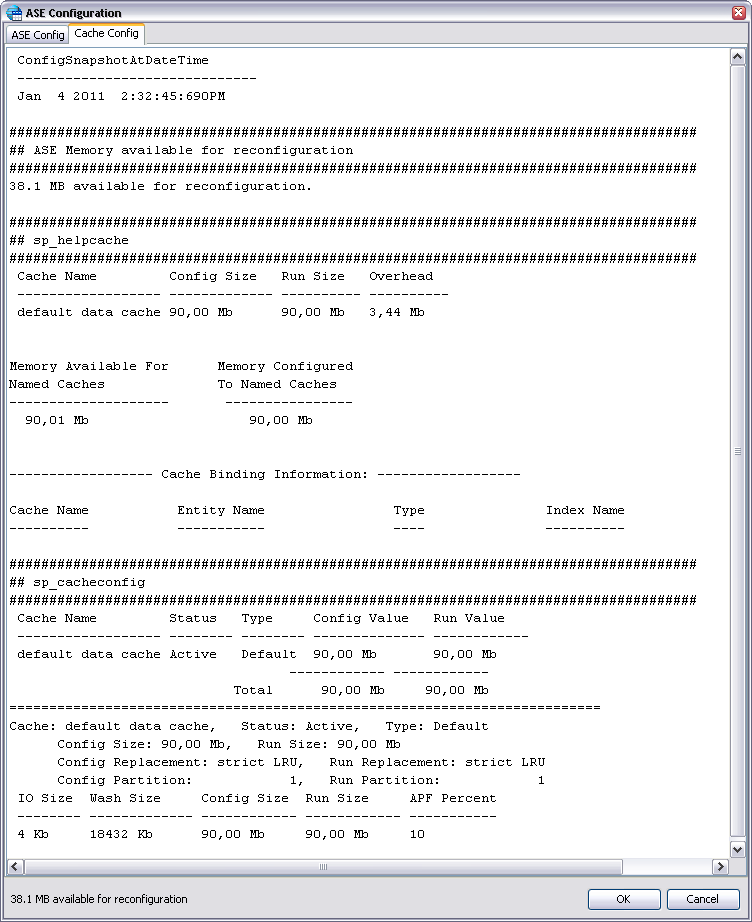 ASE Configuration
ASE Config Cache Config
ConfigSnapshotAtDateTime
------------------------------
Jan  4 2011  2:32:45:690PM
######################################################################################
## ASE Memory available for reconfiguration
######################################################################################
38.1 MB available for reconfiguration.
######################################################################################
## sp_helpcache
######################################################################################
 Cache Name         Config Size   Run Size   Overhead
 ------------------ ------------- ---------- ----------
 default data cache 90,00 Mb      90,00 Mb   3,44 Mb
Memory Available For      Memory Configured
Named Caches              To Named Caches
--------------------       ----------------
  90,01 Mb                    90,00 Mb
------------------ Cache Binding Information: ------------------
Cache Name           Entity Name                Type               Index Name
----------           -----------                ----               ----------
######################################################################################
## sp_cacheconfig
######################################################################################
 Cache Name         Status   Type     Config Value   Run Value
 ------------------ -------- -------- -------------- ------------
 default data cache Active   Default  90,00 Mb       90,00 Mb
                                   ------------ ------------
                            Total      90,00 Mb     90,00 Mb
==========================================================================
Cache: default data cache,   Status: Active,   Type: Default
      Config Size: 90,00 Mb,   Run Size: 90,00 Mb
      Config Replacement: strict LRU,   Run Replacement: strict LRU
      Config Partition:            1,   Run Partition:            1
 IO Size  Wash Size     Config Size  Run Size     APF Percent
 -------- ------------- ------------ ------------ -----------
 4 Kb     18432 Kb      90,00 Mb     90,00 Mb     10
38.1 MB available for reconfiguration
OK Cancel